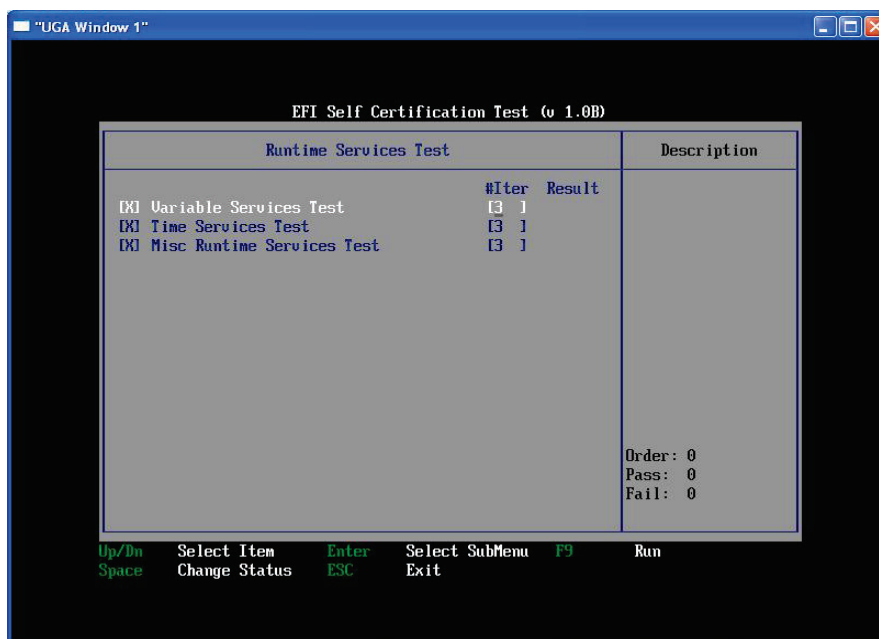 "UGA Window 1"
EFI Self Certification Test (v 1.0B)
Runtime Services Test
Description
#Iter Result
[X] Variable Services Test [3 ]
[X] Time Services Test [3 ]
[X] Misc Runtime Services Test [3 ]
Order: 0
Pass: 0
Fail: 0
Up/Dn Select Item Enter Select SubMenu F9 Run
Space Change Status ESC Exit